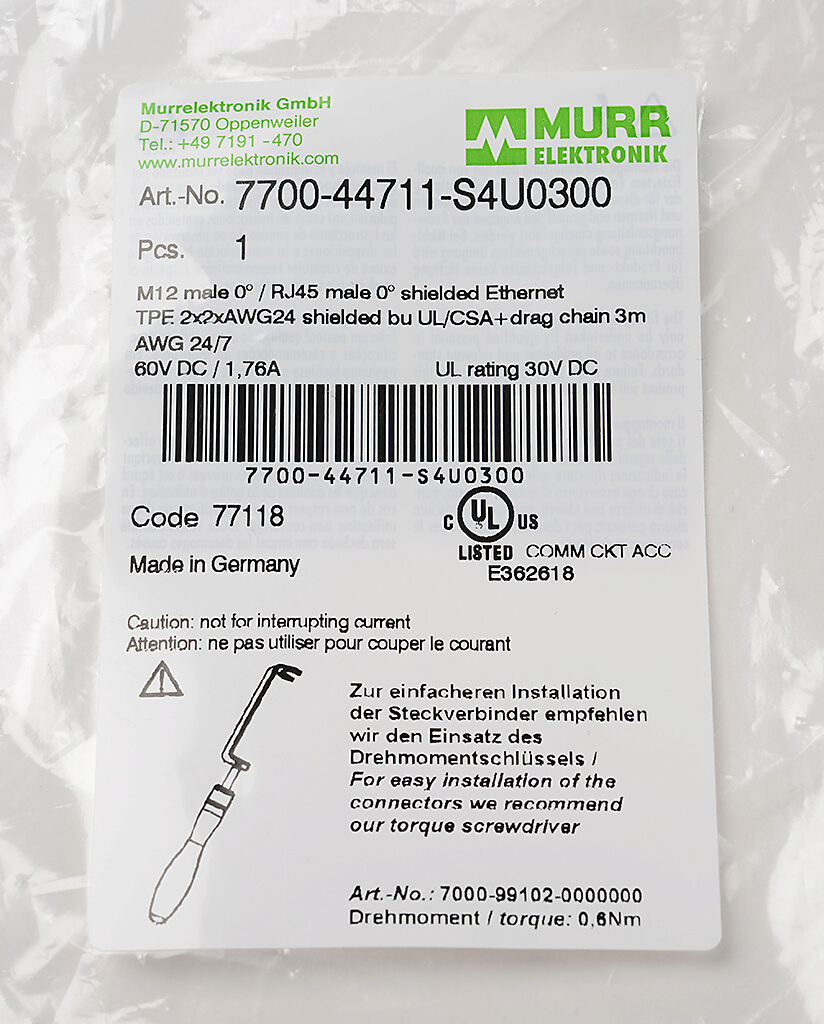 Murrelektronik GmbH
D-71570 Oppenweiler
Tel.: +49 7191 -470
www.murrelektronik.com
MURR
ELEKTRONIK
Art.-No. 7700-44711-S4U0300
Pcs. 1
M12 male 0° / RJ45 male 0° shielded Ethernet
TPE 2x2xAWG24 shielded bu UL/CSA+drag chain 3m
AWG 24/7
60V DC / 1,76A UL rating 30V DC
7700-44711-S4U0300
Code 77118
C UL US
LISTED COMM CKT ACC
E362618
Made in Germany
Caution: not for interrupting current
Attention: ne pas utiliser pour couper le courant
Zur einfacheren Installation
der Steckverbinder empfehlen
wir den Einsatz des
Drehmomentschlüssels /
For easy installation of the
connectors we recommend
our torque screwdriver
Art.-No.: 7000-99102-0000000
Drehmoment / torque: 0,6Nm